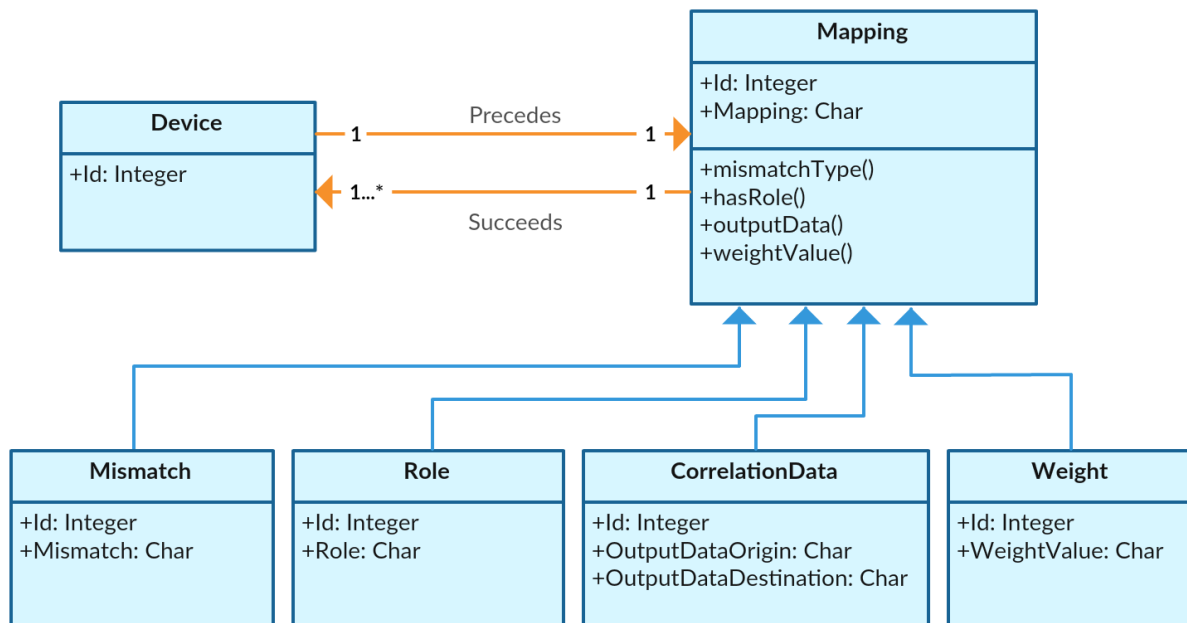 Mapping
+Id: Integer
+Mapping: Char
+mismatchType()
+hasRole()
+outputData()
+weightValue()
Device
+Id: Integer
Precedes
1
1
1...*
1
Succeeds
Mismatch
+Id: Integer
+Mismatch: Char
Role
+Id: Integer
+Role: Char
CorrelationData
+Id: Integer
+OutputDataOrigin: Char
+OutputDataDestination: Char
Weight
+Id: Integer
+WeightValue: Char